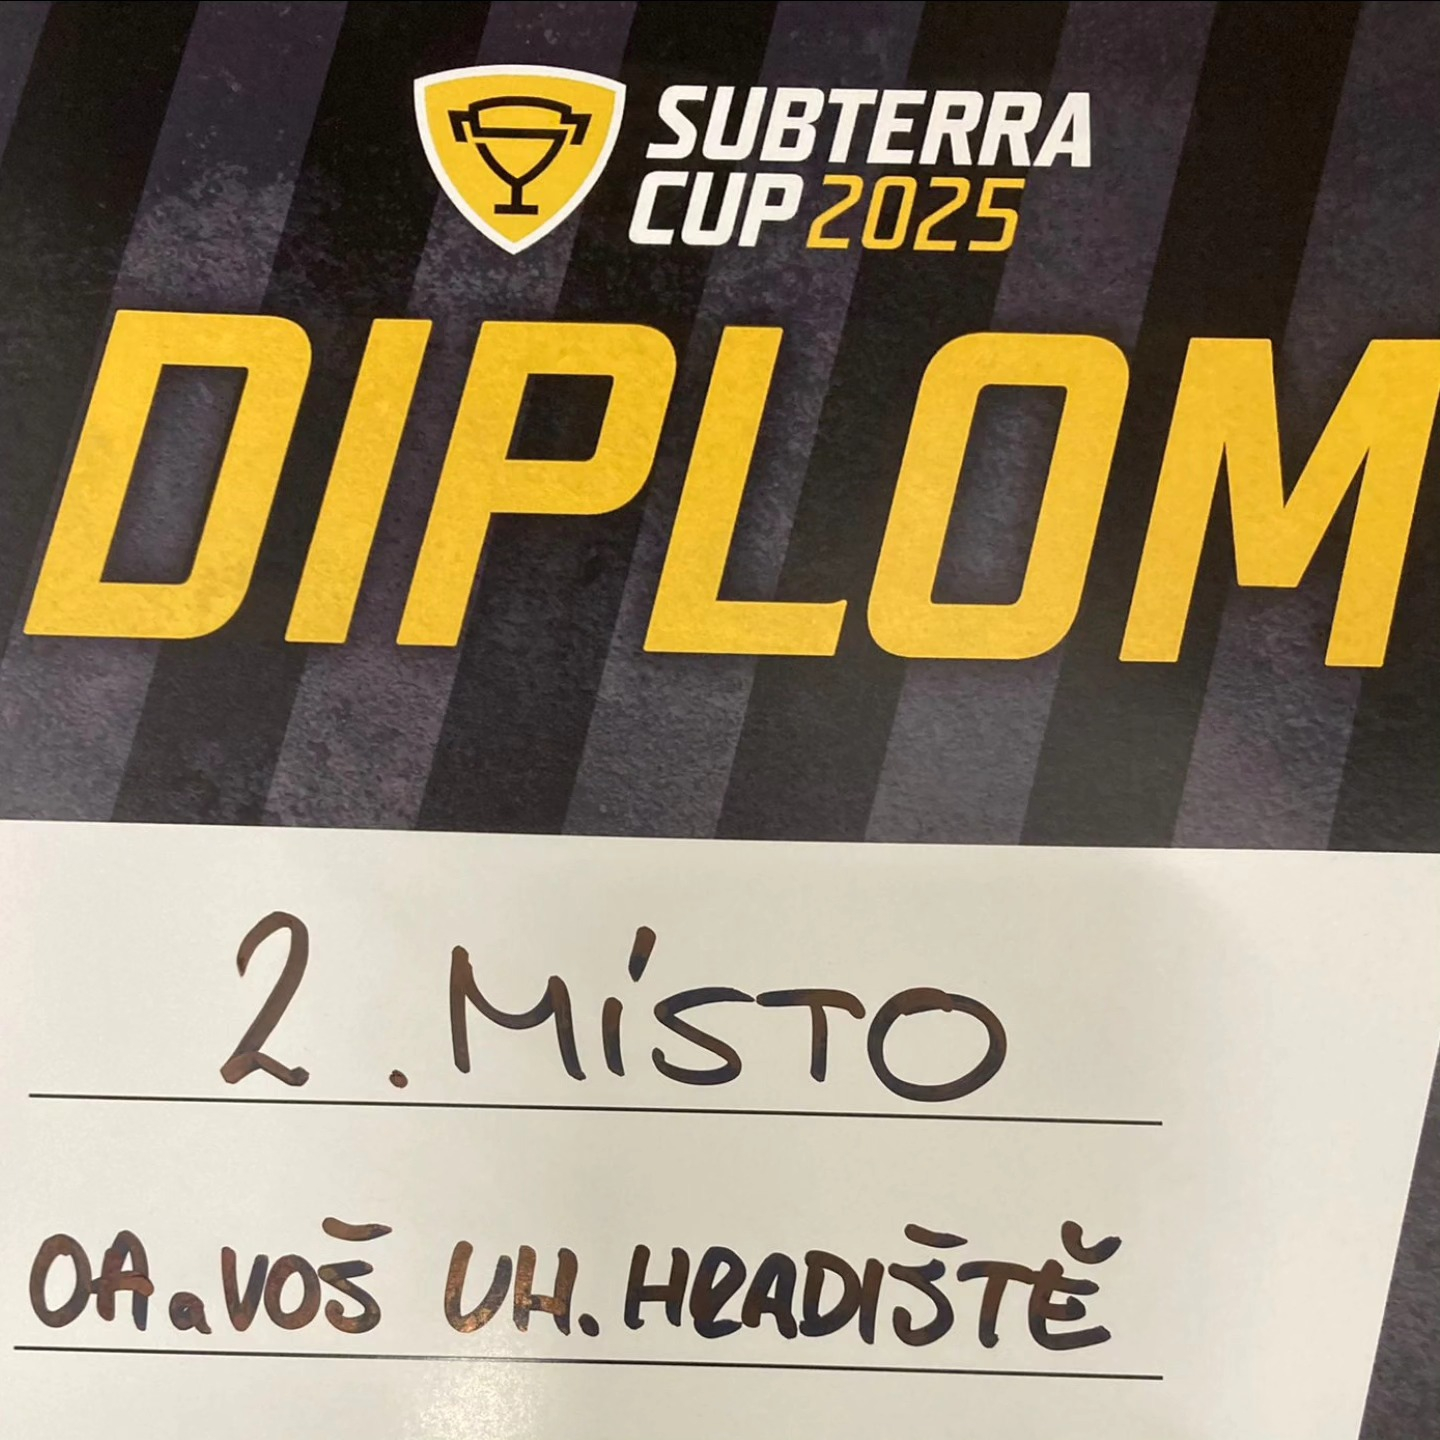 SUBTERRA
CUP 2025
DIPLOM
2. MÍSTO
OA a VOŠ UH. HRADIŠTĚ